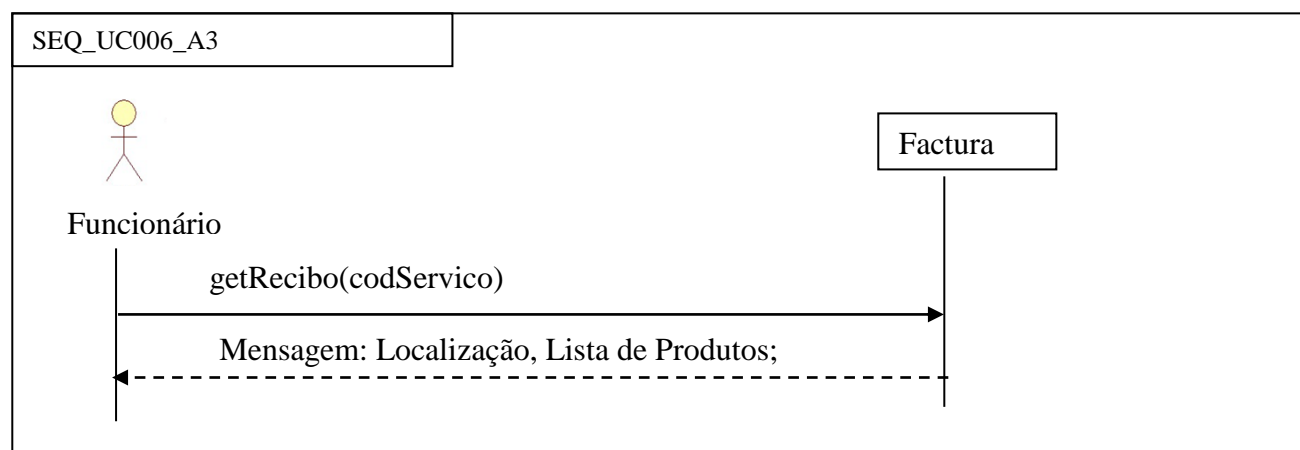 SEQ_UC006_A3
Factura
Funcionário
getRecibo(codServico)
Mensagem: Localização, Lista de Produtos;